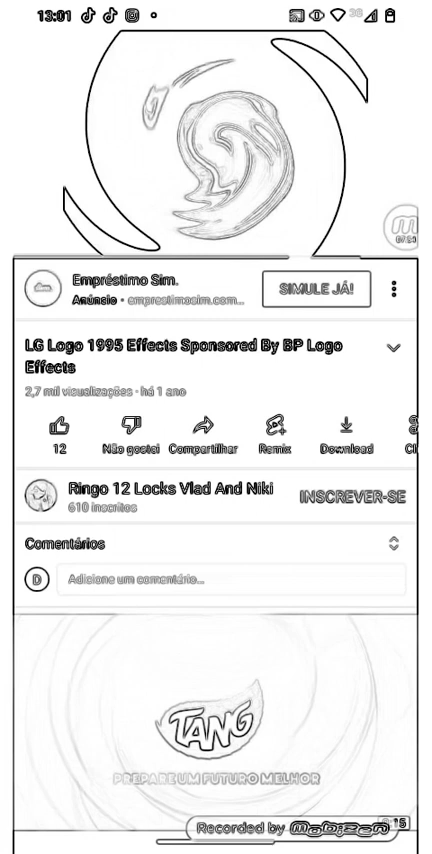 13:01
Empréstimo Sim.
Anúncio • emprestimosim.com...
SIMULE JÁ!
LG Logo 1995 Effects Sponsored By BP Logo
Effects
2,7 mil visualizações · há 1 ano
12
Não gostei
Compartilhar
Remix
Download
Cl
Ringo 12 Locks Vlad And Niki
610 inscritos
INSCREVER-SE
Comentários
D
Adicione um comentário...
TANG
PREPARE UM FUTURO MELHOR
Recorded by Mobizen